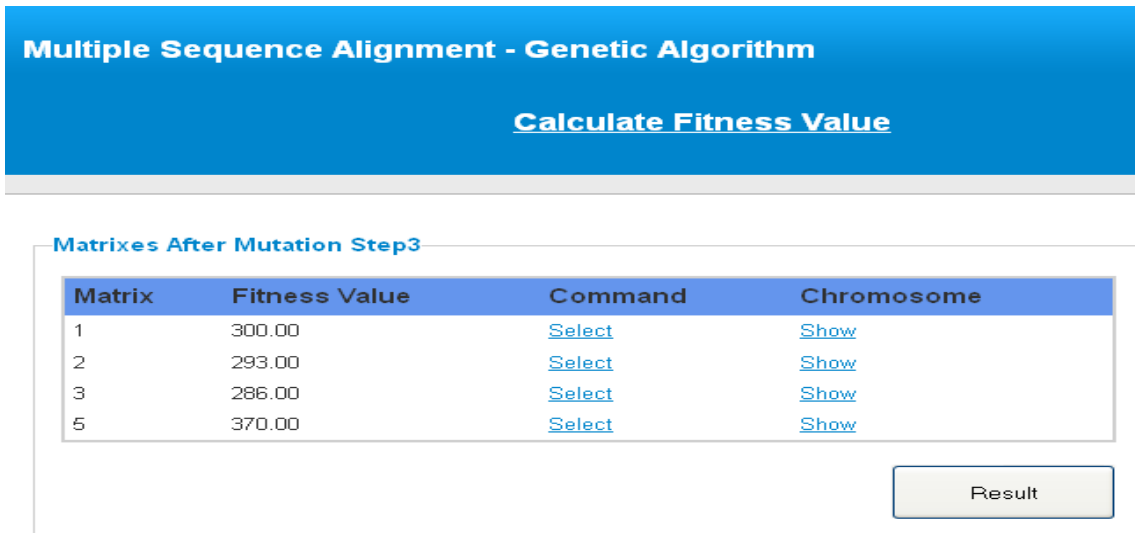 Multiple Sequence Alignment - Genetic Algorithm
Calculate Fitness Value
Matrixes After Mutation Step3
Matrix Fitness Value Command Chromosome
1 300.00 Select Show
2 293.00 Select Show
3 286.00 Select Show
5 370.00 Select Show
Result